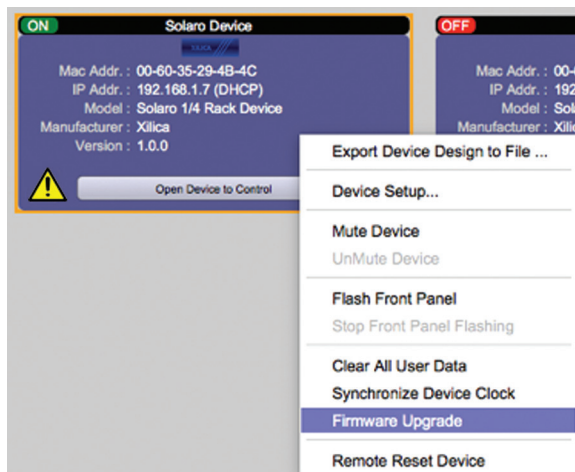 ON Solaro Device
XILICA
Mac Addr. : 00-60-35-29-4B-4C
IP Addr. : 192.168.1.7 (DHCP)
Model : Solaro 1/4 Rack Device
Manufacturer : Xilica
Version : 1.0.0
Open Device to Control
OFF
Mac Addr. : 00-
IP Addr. : 192
Model : Sol
Manufacturer : Xili
Export Device Design to File ...
Device Setup...
Mute Device
UnMute Device
Flash Front Panel
Stop Front Panel Flashing
Clear All User Data
Synchronize Device Clock
Firmware Upgrade
Remote Reset Device